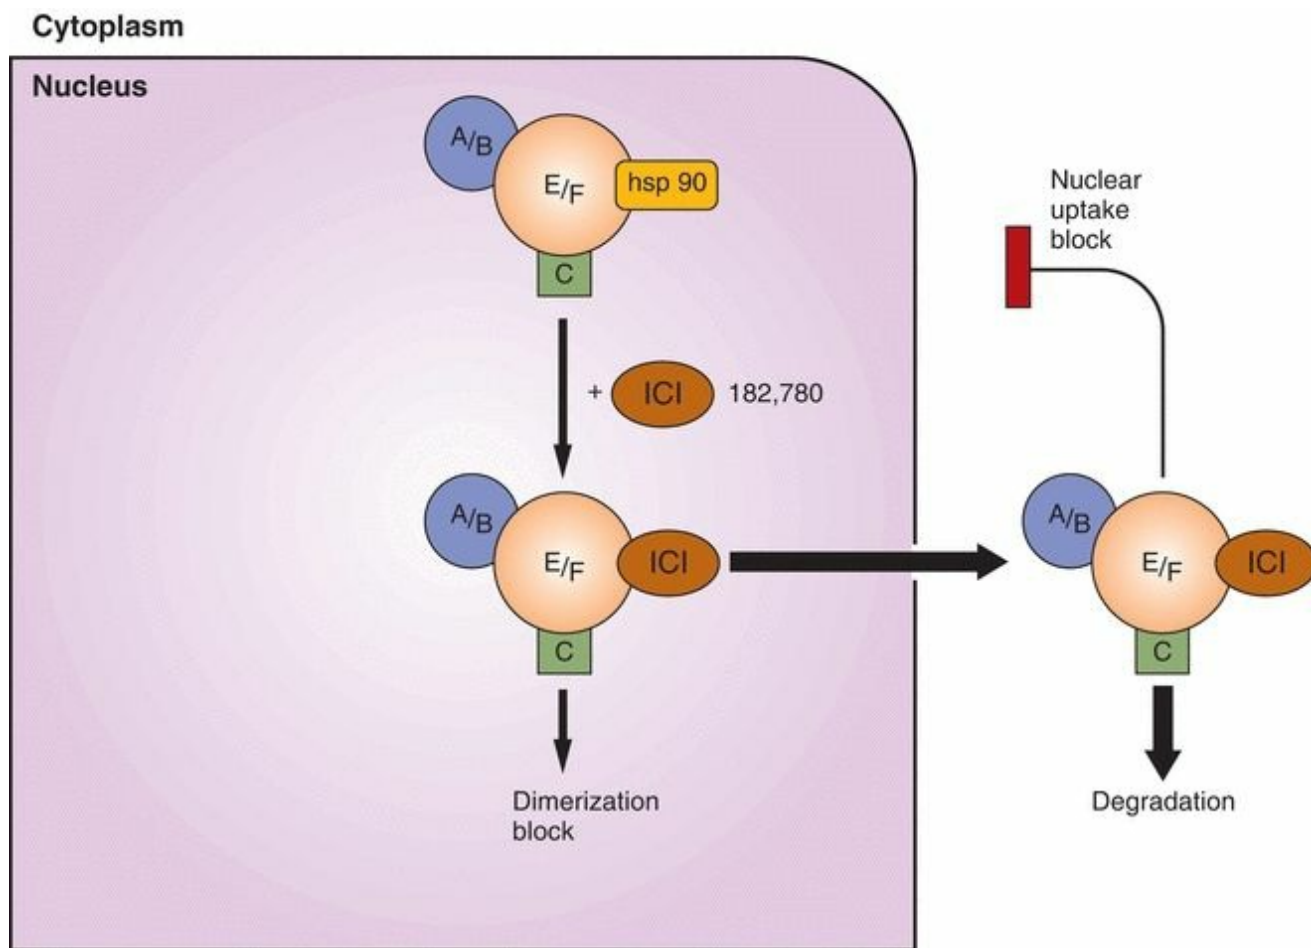 Cytoplasm
Nucleus
A/B
E/F
hsp 90
C
Nuclear
uptake
block
+ ICI 182,780
A/B
E/F
ICI
C
A/B
E/F
ICI
C
Dimerization
block
Degradation